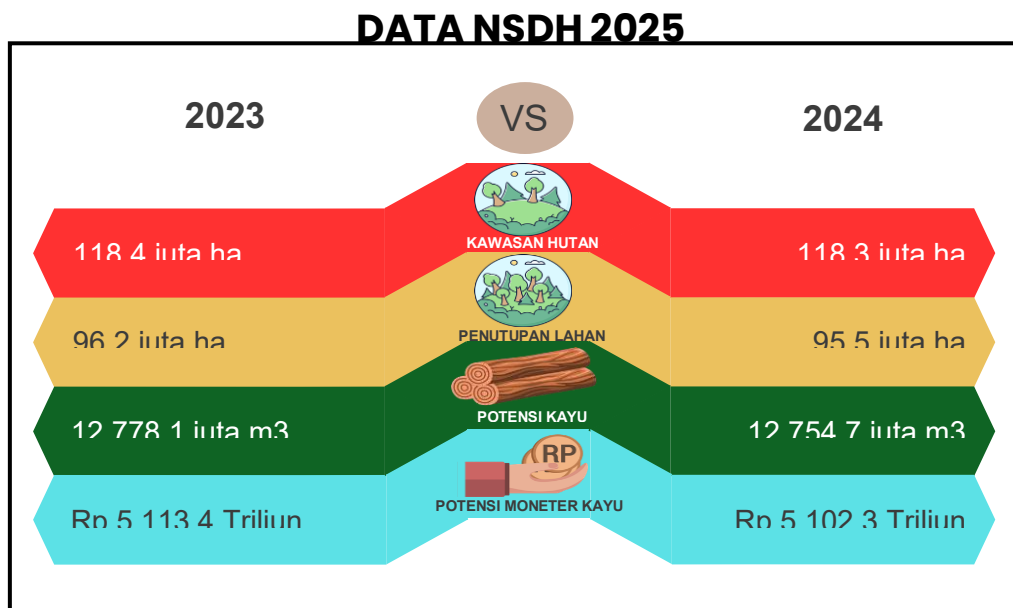 DATA NSDH 2025
2023
VS
2024
KAWASAN HUTAN
118,4 juta ha
118,3 juta ha
PENUTUPAN LAHAN
96,2 juta ha
95,5 juta ha
POTENSI KAYU
12.778,1 juta m3
12.754,7 juta m3
RP
POTENSI MONETER KAYU
Rp 5.113,4 Triliun
Rp 5.102,3 Triliun